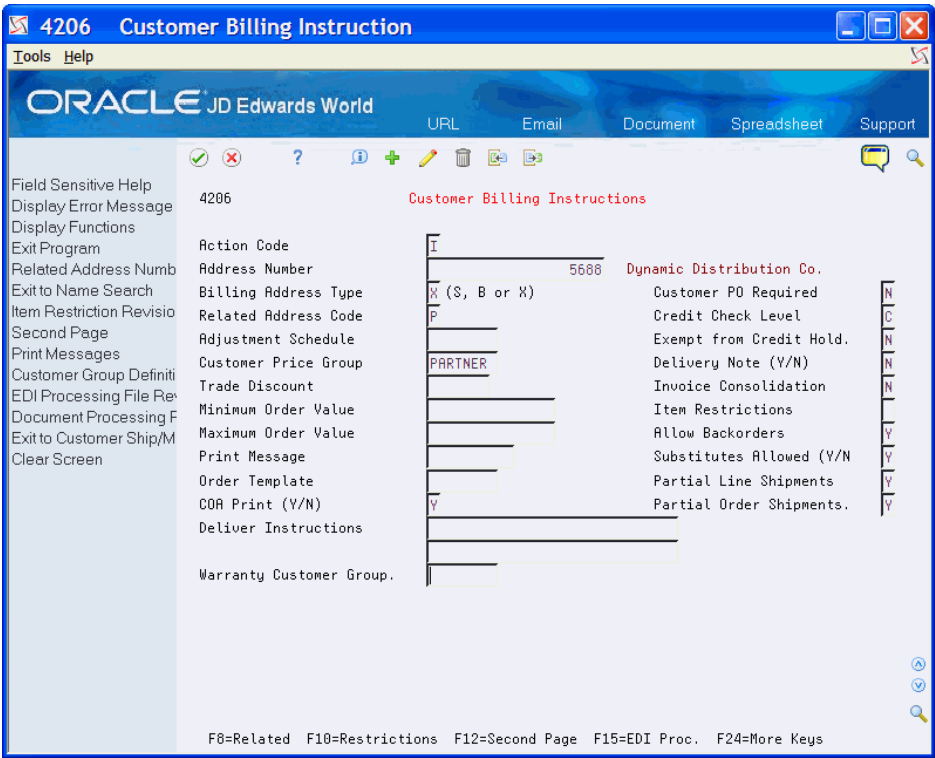 4206 Customer Billing Instruction
Tools Help
ORACLE JD Edwards World
URL Email Document Spreadsheet Support
Field Sensitive Help
Display Error Message
Display Functions
Exit Program
Related Address Numb
Exit to Name Search
Item Restriction Revisio
Second Page
Print Messages
Customer Group Definiti
EDI Processing File Rev
Document Processing F
Exit to Customer Ship/M
Clear Screen
4206 Customer Billing Instructions
Action Code I
Address Number 5688 Dynamic Distribution Co.
Billing Address Type X (S, B or X) Customer PO Required N
Related Address Code P Credit Check Level C
Adjustment Schedule Exempt from Credit Hold. N
Customer Price Group PARTNER Delivery Note (Y/N) N
Trade Discount Invoice Consolidation N
Minimum Order Value Item Restrictions
Maximum Order Value Allow Backorders Y
Print Message Substitutes Allowed (Y/N Y
Order Template Partial Line Shipments Y
COA Print (Y/N) Y Partial Order Shipments. Y
Deliver Instructions
Warranty Customer Group.
F8=Related F10=Restrictions F12=Second Page F15=EDI Proc. F24=More Keys